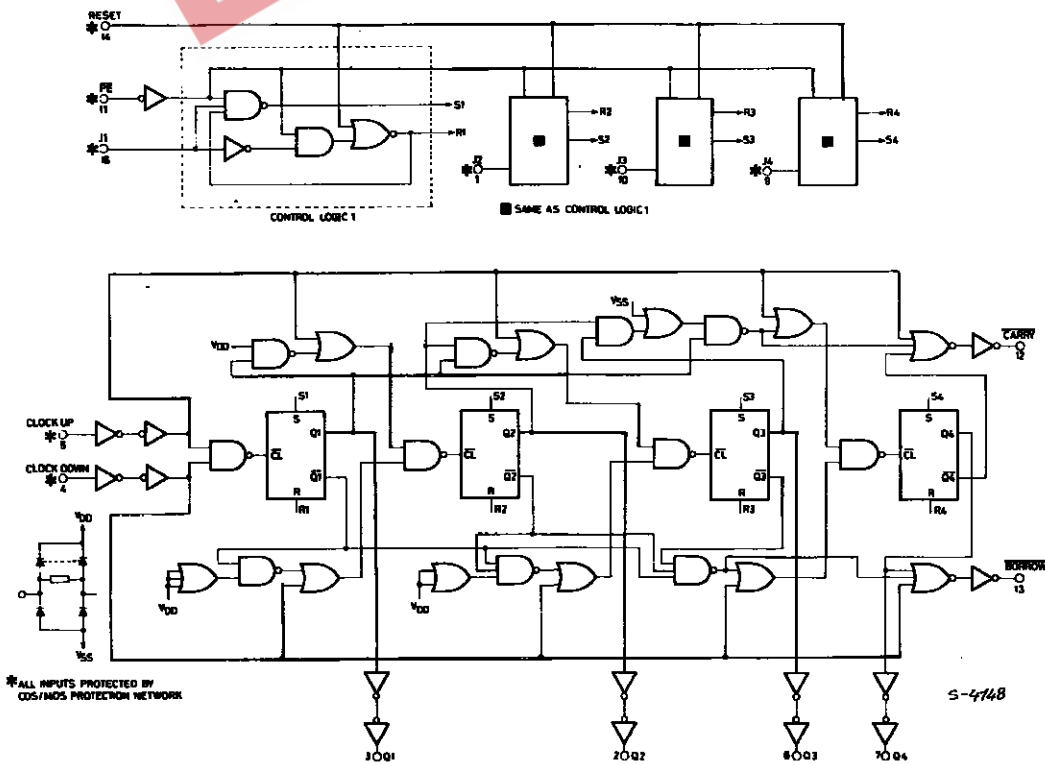 RESET
* 14
PE
* 11
J1
* 15
S1
R1
CONTROL LOGIC 1
R2
S2
J2
* 1
R3
S3
J3
* 10
R4
S4
J4
* 9
■ SAME AS CONTROL LOGIC 1
VSS
VDD
CARRY
12
CLOCK UP
* 5
CLOCK DOWN
* 4
S1
S
Q1
CL
Q1
R
R1
S2
S
Q2
CL
Q2
R
R2
S3
S
Q3
CL
Q3
R
R3
S4
S
Q4
CL
Q4
R
R4
VDD
VSS
VDD
VDD
BORROW
13
* ALL INPUTS PROTECTED BY
COS/MOS PROTECTION NETWORK
S-4748
3 Q1
2 Q2
6 Q3
7 Q4